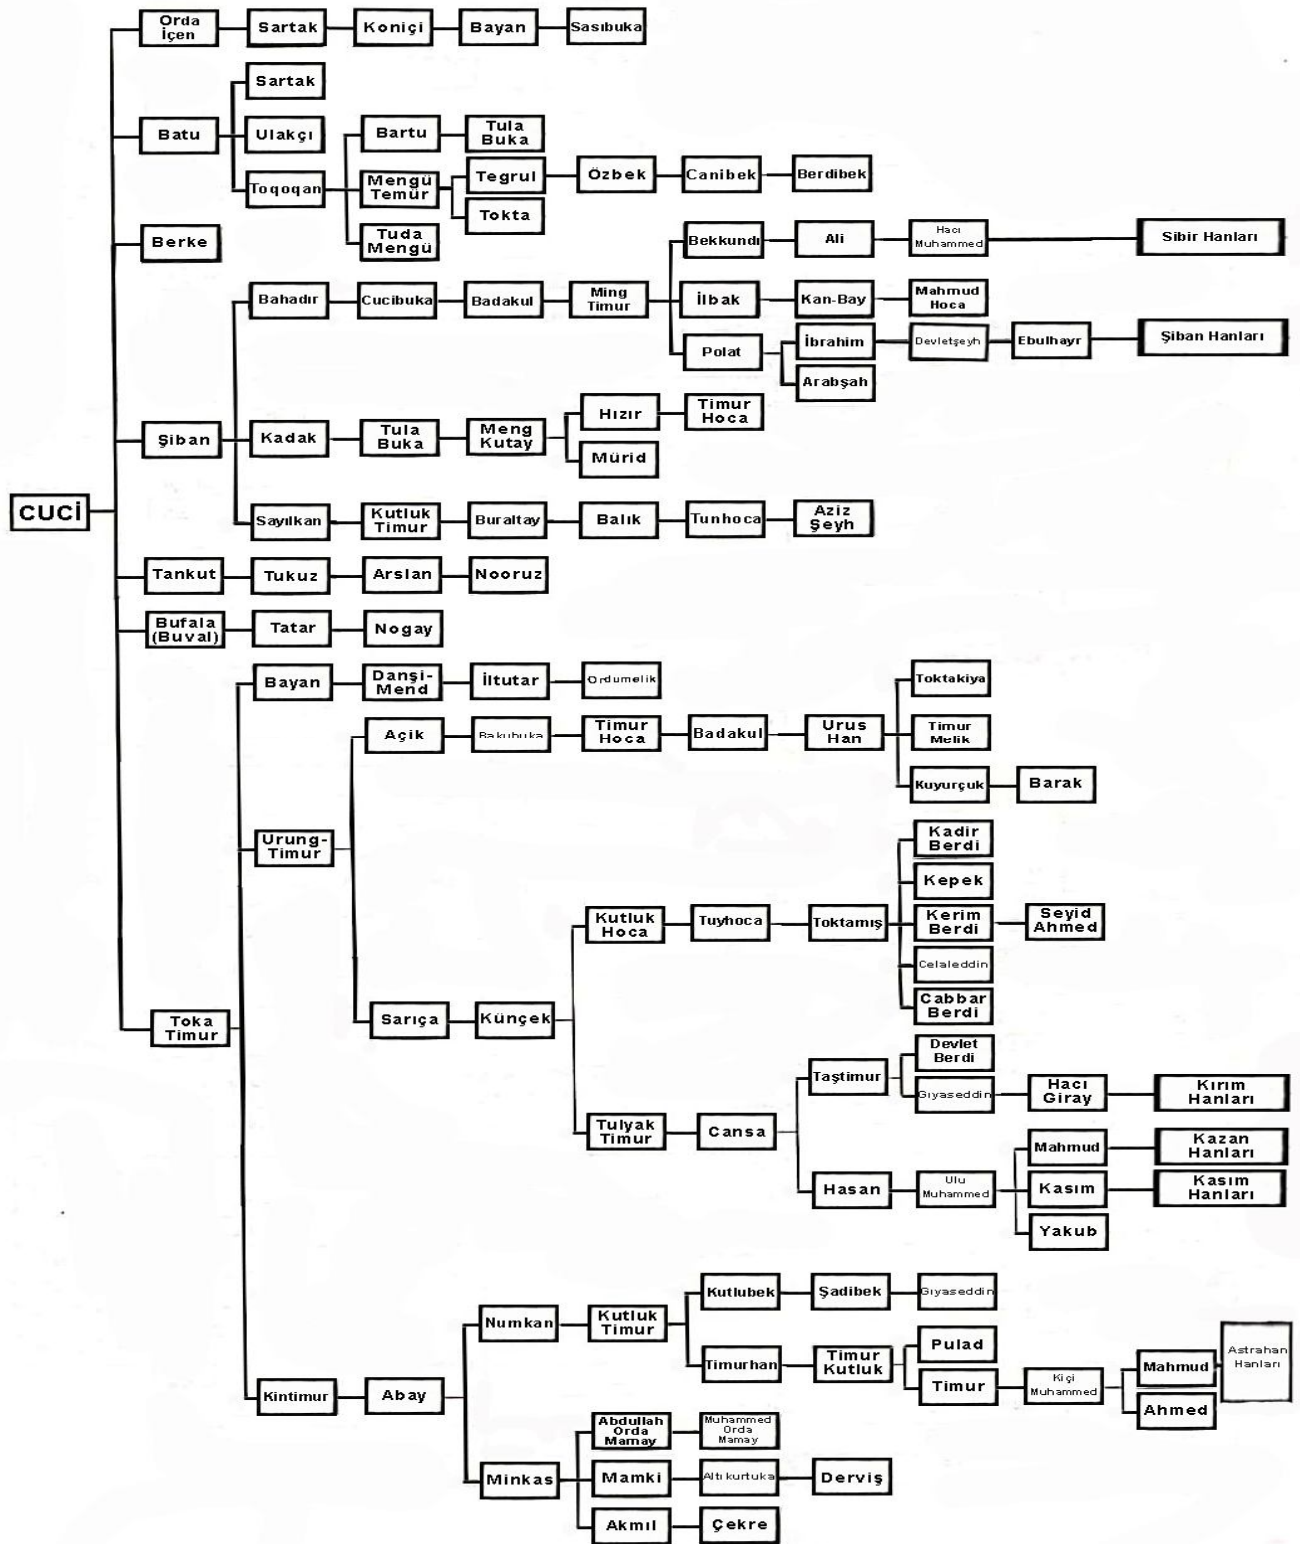 Orda
İçen
Sartak
Koniçi
Bayan
Sasıbuka
Sartak
Batu
Ulakçı
Bartu
Tula
Buka
Toqoqan
Mengü
Temür
Tegrul
Özbek
Canibek
Berdibek
Tokta
Berke
Tuda
Mengü
Bekkundı
Ali
Hacı
Muhammed
Sibir Hanları
Bahadır
Cucibuka
Badakul
Ming
Timur
İlbak
Kan-Bay
Mahmud
Hoca
Polat
İbrahim
Devletşeyh
Ebulhayr
Şiban Hanları
Arabşah
Şiban
Kadak
Tula
Buka
Meng
Kutay
Hızır
Timur
Hoca
Mürid
CUCİ
Sayılkan
Kutluk
Timur
Buraltay
Balık
Tunhoca
Aziz
Şeyh
Tankut
Tukuz
Arslan
Nooruz
Bufala
(Buval)
Tatar
Nogay
Bayan
Danşi-
Mend
İltutar
Ordumelik
Toktakiya
Açik
Bakubuka
Timur
Hoca
Badakul
Urus
Han
Timur
Melik
Kuyurçuk
Barak
Urung-
Timur
Kadir
Berdi
Kepek
Kutluk
Hoca
Tuyhoca
Toktamış
Kerim
Berdi
Seyid
Ahmed
Celaleddin
Cabbar
Berdi
Toka
Timur
Sarıça
Künçek
Devlet
Berdi
Taştimur
Gıyaseddin
Hacı
Giray
Kırım
Hanları
Tulyak
Timur
Cansa
Mahmud
Kazan
Hanları
Hasan
Ulu
Muhammed
Kasım
Kasım
Hanları
Yakub
Kutlubek
Şadibek
Gıyaseddin
Numkan
Kutluk
Timur
Timurhan
Timur
Kutluk
Pulad
Timur
Kiçi
Muhammed
Mahmud
Astrahan
Hanları
Ahmed
Kintimur
Abay
Abdullah
Orda
Mamay
Muhammed
Orda
Mamay
Minkas
Mamki
Altıkurtuka
Derviş
Akmıl
Çekre